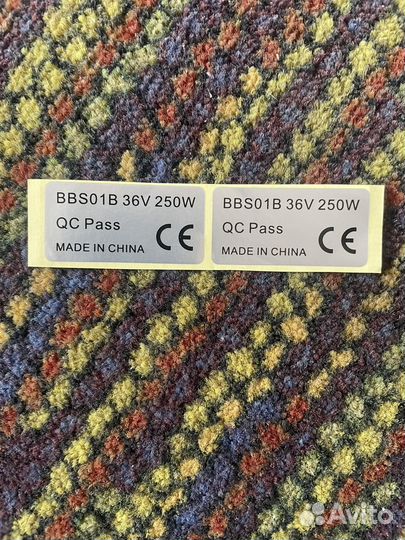 BBS01B 36V 250W
QC Pass
MADE IN CHINA
CE
BBS01B 36V 250W
QC Pass
MADE IN CHINA
CE
Avito